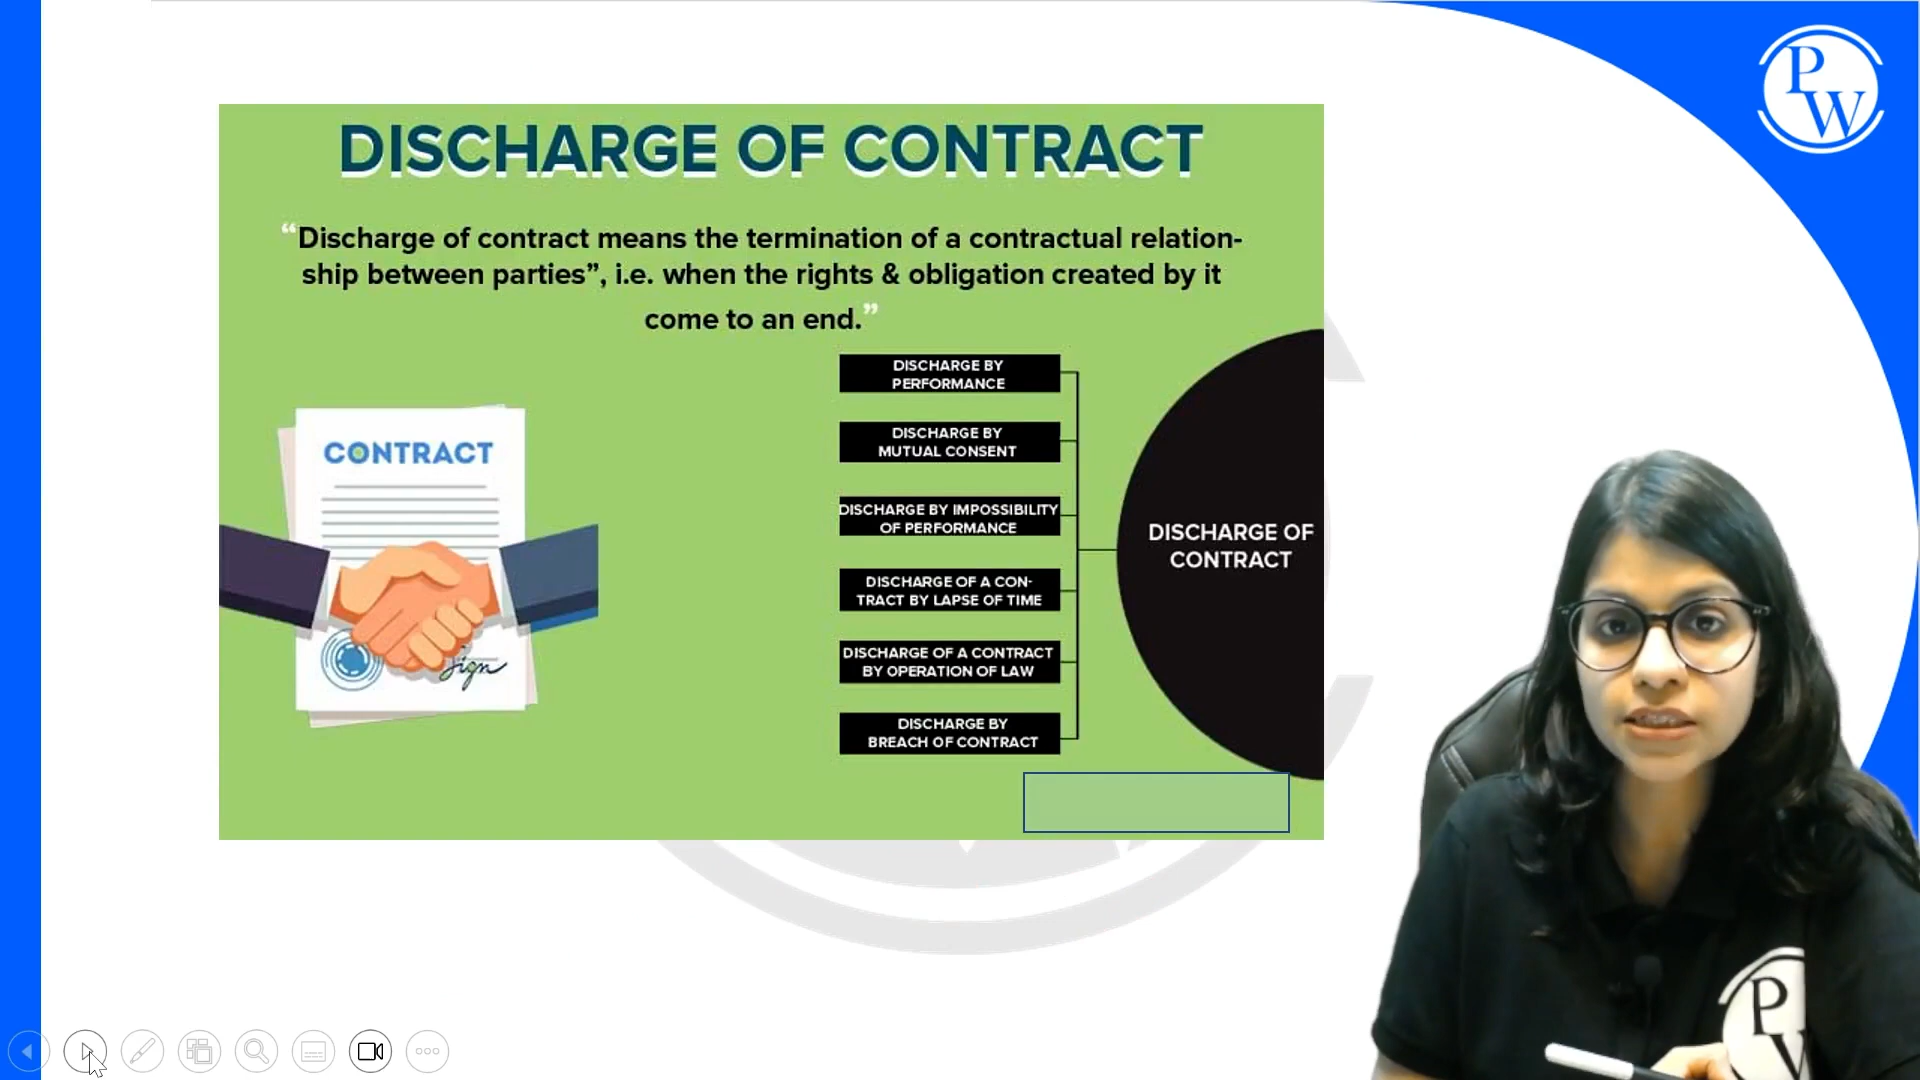 P
W
DISCHARGE OF CONTRACT
“Discharge of contract means the termination of a contractual relation-
ship between parties”, i.e. when the rights & obligation created by it
come to an end.”
DISCHARGE BY
PERFORMANCE
DISCHARGE BY
MUTUAL CONSENT
DISCHARGE BY IMPOSSIBILITY
OF PERFORMANCE
DISCHARGE OF A CON-
TRACT BY LAPSE OF TIME
DISCHARGE OF A CONTRACT
BY OPERATION OF LAW
DISCHARGE BY
BREACH OF CONTRACT
DISCHARGE OF
CONTRACT
CONTRACT
Sign
P
W